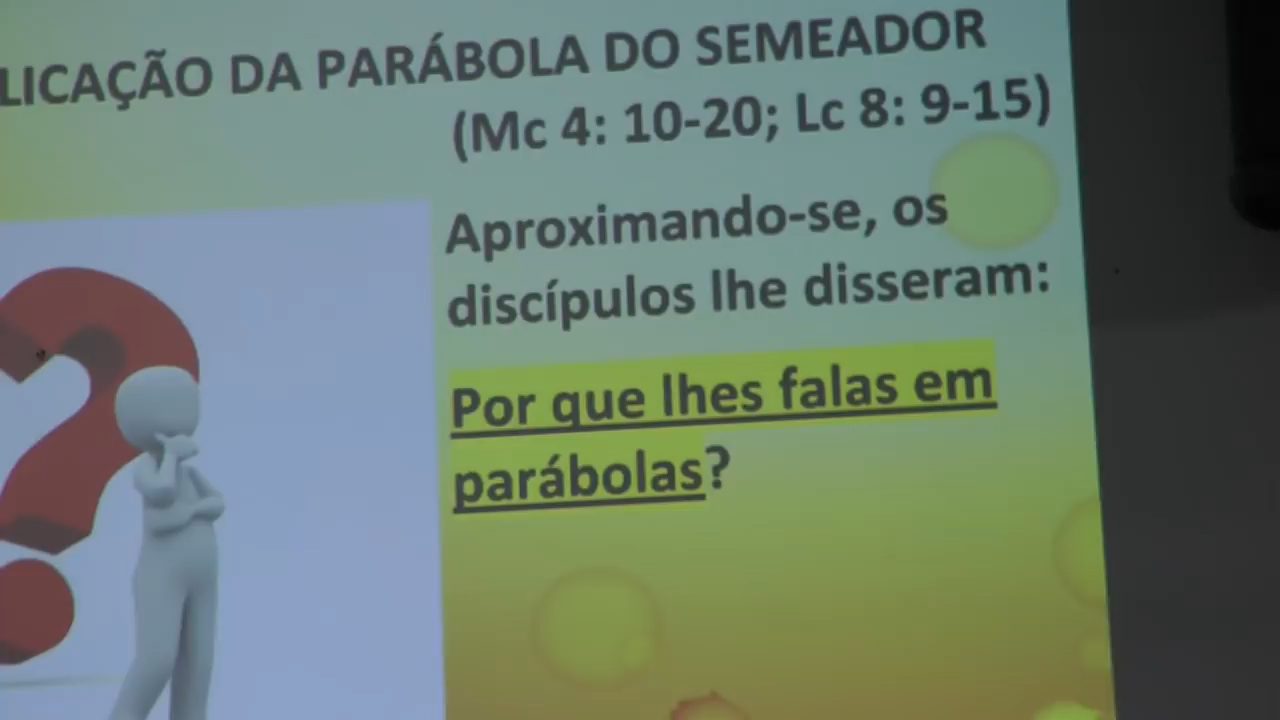 LICAÇÃO DA PARÁBOLA DO SEMEADOR
(Mc 4: 10-20; Lc 8: 9-15)
Aproximando-se, os
discípulos lhe disseram:
Por que lhes falas em
parábolas?